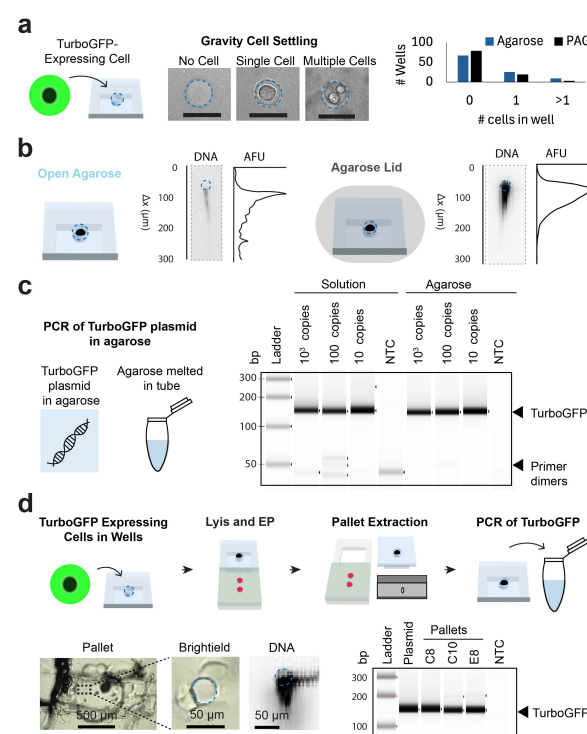 a
TurboGFP-
Expressing Cell
Gravity Cell Settling
No Cell
Single Cell
Multiple Cells
# Wells
100
50
0
Agarose
PAG
0
1
>1
# cells in well
b
Open Agarose
DNA
AFU
Δx (μm)
0
100
200
300
Agarose Lid
DNA
AFU
Δx (μm)
0
100
200
300
c
PCR of TurboGFP plasmid
in agarose
TurboGFP
plasmid
in agarose
Agarose melted
in tube
Solution
Agarose
bp
Ladder
10³ copies
100 copies
10 copies
NTC
10³ copies
100 copies
10 copies
NTC
300
200
100
50
TurboGFP
Primer
dimers
d
TurboGFP Expressing
Cells in Wells
Lyis and EP
Pallet Extraction
PCR of TurboGFP
Pallet
Brightield
DNA
500 μm
50 μm
50 μm
bp
Ladder
Plasmid
Pallets
C8
C10
E8
NTC
300
200
100
TurboGFP